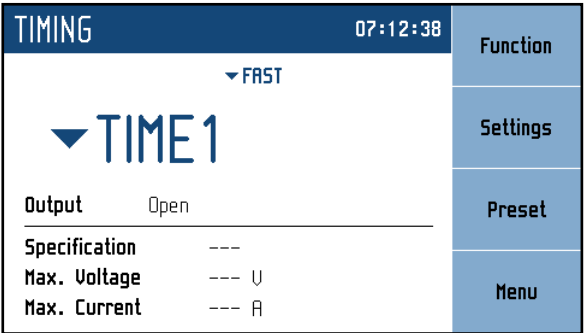 TIMING 07:12:38
▼FAST
▼TIME1
Output Open
Specification ---
Max. Voltage --- V
Max. Current --- A
Function
Settings
Preset
Menu